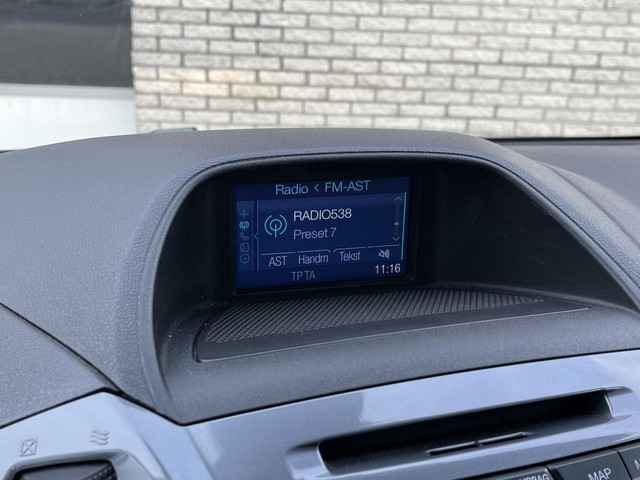 Radio < FM-AST
RADIO538
Preset 7
AST Handm Tekst
TP TA 11:16
MAP